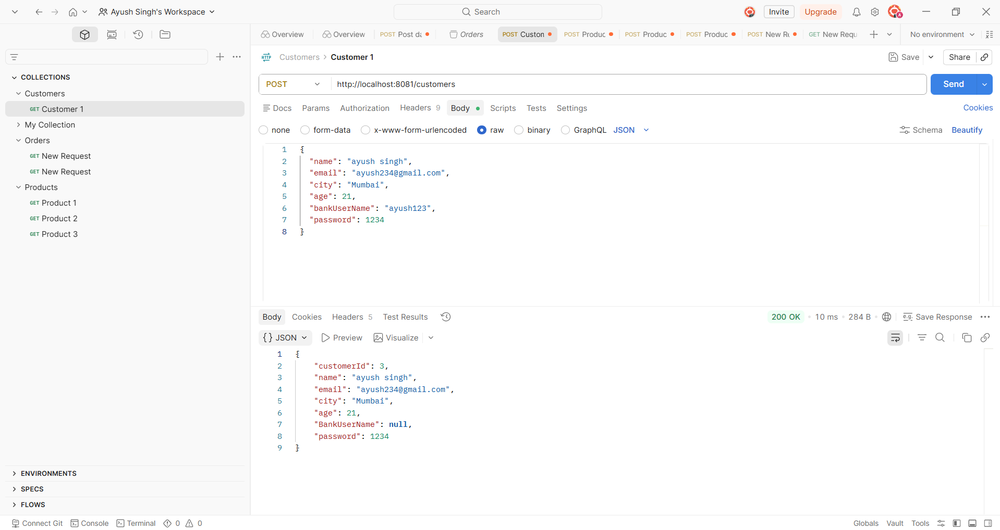 Ayush Singh's Workspace
Search
Invite
Upgrade
Overview
Overview
POST Post da
Orders
POST Custon
POST Produc
POST Produc
POST Produc
POST New Re
GET New Requ
No environment
COLLECTIONS
Customers
GET Customer 1
My Collection
Orders
GET New Request
GET New Request
Products
GET Product 1
GET Product 2
GET Product 3
ENVIRONMENTS
SPECS
FLOWS
HTTP Customers > Customer 1
Save
Share
POST http://localhost:8081/customers
Send
Docs Params Authorization Headers 9 Body Scripts Tests Settings
Cookies
none form-data x-www-form-urlencoded raw binary GraphQL JSON
Schema Beautify
1 {
2 "name": "ayush singh",
3 "email": "ayush234@gmail.com",
4 "city": "Mumbai",
5 "age": 21,
6 "bankUserName": "ayush123",
7 "password": 1234
8 }
Body Cookies Headers 5 Test Results
200 OK • 10 ms • 284 B • e.g. Save Response
{} JSON Preview Visualize
1 {
2 "customerId": 3,
3 "name": "ayush singh",
4 "email": "ayush234@gmail.com",
5 "city": "Mumbai",
6 "age": 21,
7 "BankUserName": null,
8 "password": 1234
9 }
Connect Git Console Terminal 0 0
Globals Vault Tools